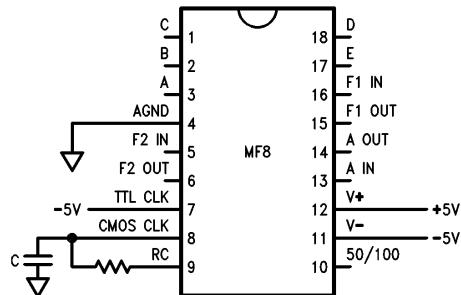 C 1 18 D
B 2 17 E
A 3 16 F1 IN
AGND 4 15 F1 OUT
F2 IN 5 MF8 14 A OUT
F2 OUT 6 13 A IN
-5V TTL CLK 7 12 V+ +5V
CMOS CLK 8 11 V- -5V
C RC 9 10 50/100